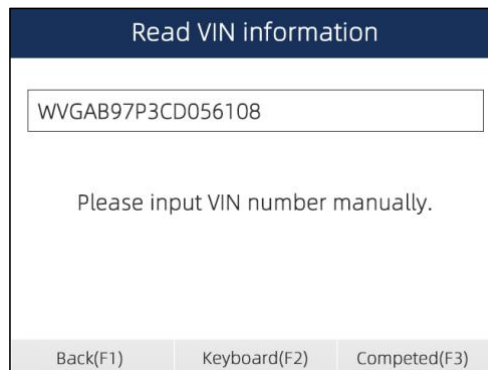 Read VIN information
WVGAB97P3CD056108
Please input VIN number manually.
Back(F1) Keyboard(F2) Competed(F3)